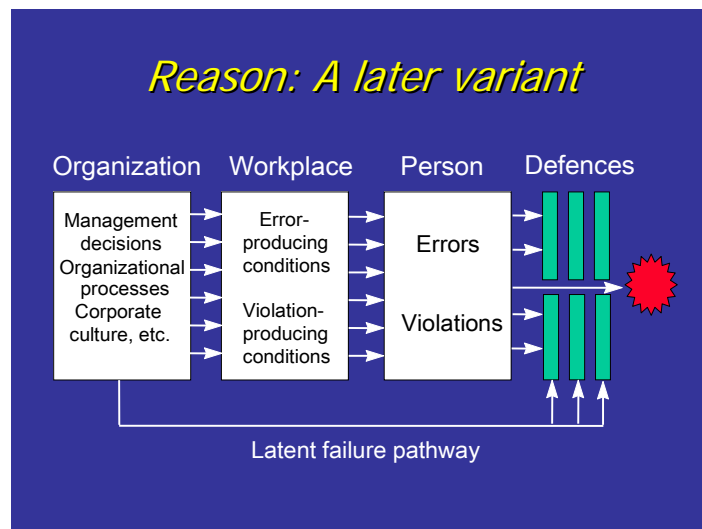 Reason: A later variant
Organization Workplace Person Defences
Management
decisions
Organizational
processes
Corporate
culture, etc.
Error-
producing
conditions
Violation-
producing
conditions
Errors
Violations
Latent failure pathway